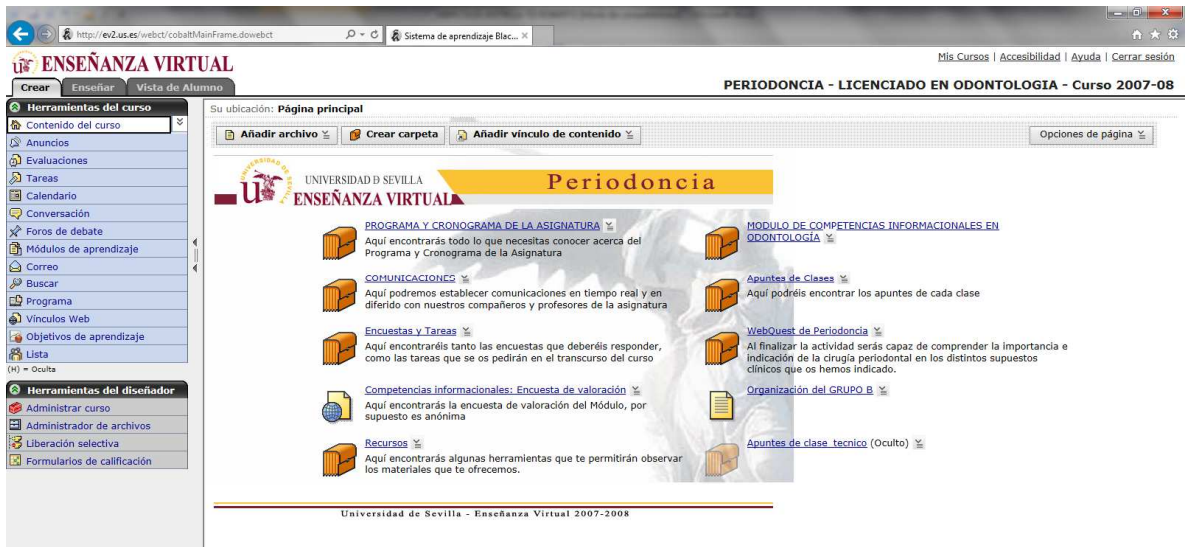 http://ev2.us.es/webct/cobaltMainFrame.dowebct
Sistema de aprendizaje Blac...
ENSEÑANZA VIRTUAL
Mis Cursos | Accesibilidad | Ayuda | Cerrar sesión
Crear Enseñar Vista de Alumno
PERIODONCIA - LICENCIADO EN ODONTOLOGIA - Curso 2007-08
Herramientas del curso
Contenido del curso
Anuncios
Evaluaciones
Tareas
Calendario
Conversación
Foros de debate
Módulos de aprendizaje
Correo
Buscar
Programa
Vínculos Web
Objetivos de aprendizaje
Lista
(H) = Oculta
Herramientas del diseñador
Administrar curso
Administrador de archivos
Liberación selectiva
Formularios de calificación
Su ubicación: Página principal
Añadir archivo Crear carpeta Añadir vínculo de contenido Opciones de página
UNIVERSIDAD D SEVILLA
ENSEÑANZA VIRTUAL
Periodoncia
PROGRAMA Y CRONOGRAMA DE LA ASIGNATURA
Aquí encontrarás todo lo que necesitas conocer acerca del
Programa y Cronograma de la Asignatura
MODULO DE COMPETENCIAS INFORMACIONALES EN
ODONTOLOGÍA
COMUNICACIONES
Aquí podremos establecer comunicaciones en tiempo real y en
diferido con nuestros compañeros y profesores de la asignatura
Apuntes de Clases
Aquí podréis encontrar los apuntes de cada clase
Encuestas y Tareas
Aquí encontraréis tanto las encuestas que deberéis responder,
como las tareas que se os pedirán en el transcurso del curso
WebQuest de Periodoncia
Al finalizar la actividad serás capaz de comprender la importancia e
indicación de la cirugía periodontal en los distintos supuestos
clínicos que os hemos indicado.
Competencias informacionales: Encuesta de valoración
Aquí encontrarás la encuesta de valoración del Módulo, por
supuesto es anónima
Organización del GRUPO B
Recursos
Aquí encontrarás algunas herramientas que te permitirán observar
los materiales que te ofrecemos.
Apuntes de clase_tecnico (Oculto)
Universidad de Sevilla - Enseñanza Virtual 2007-2008